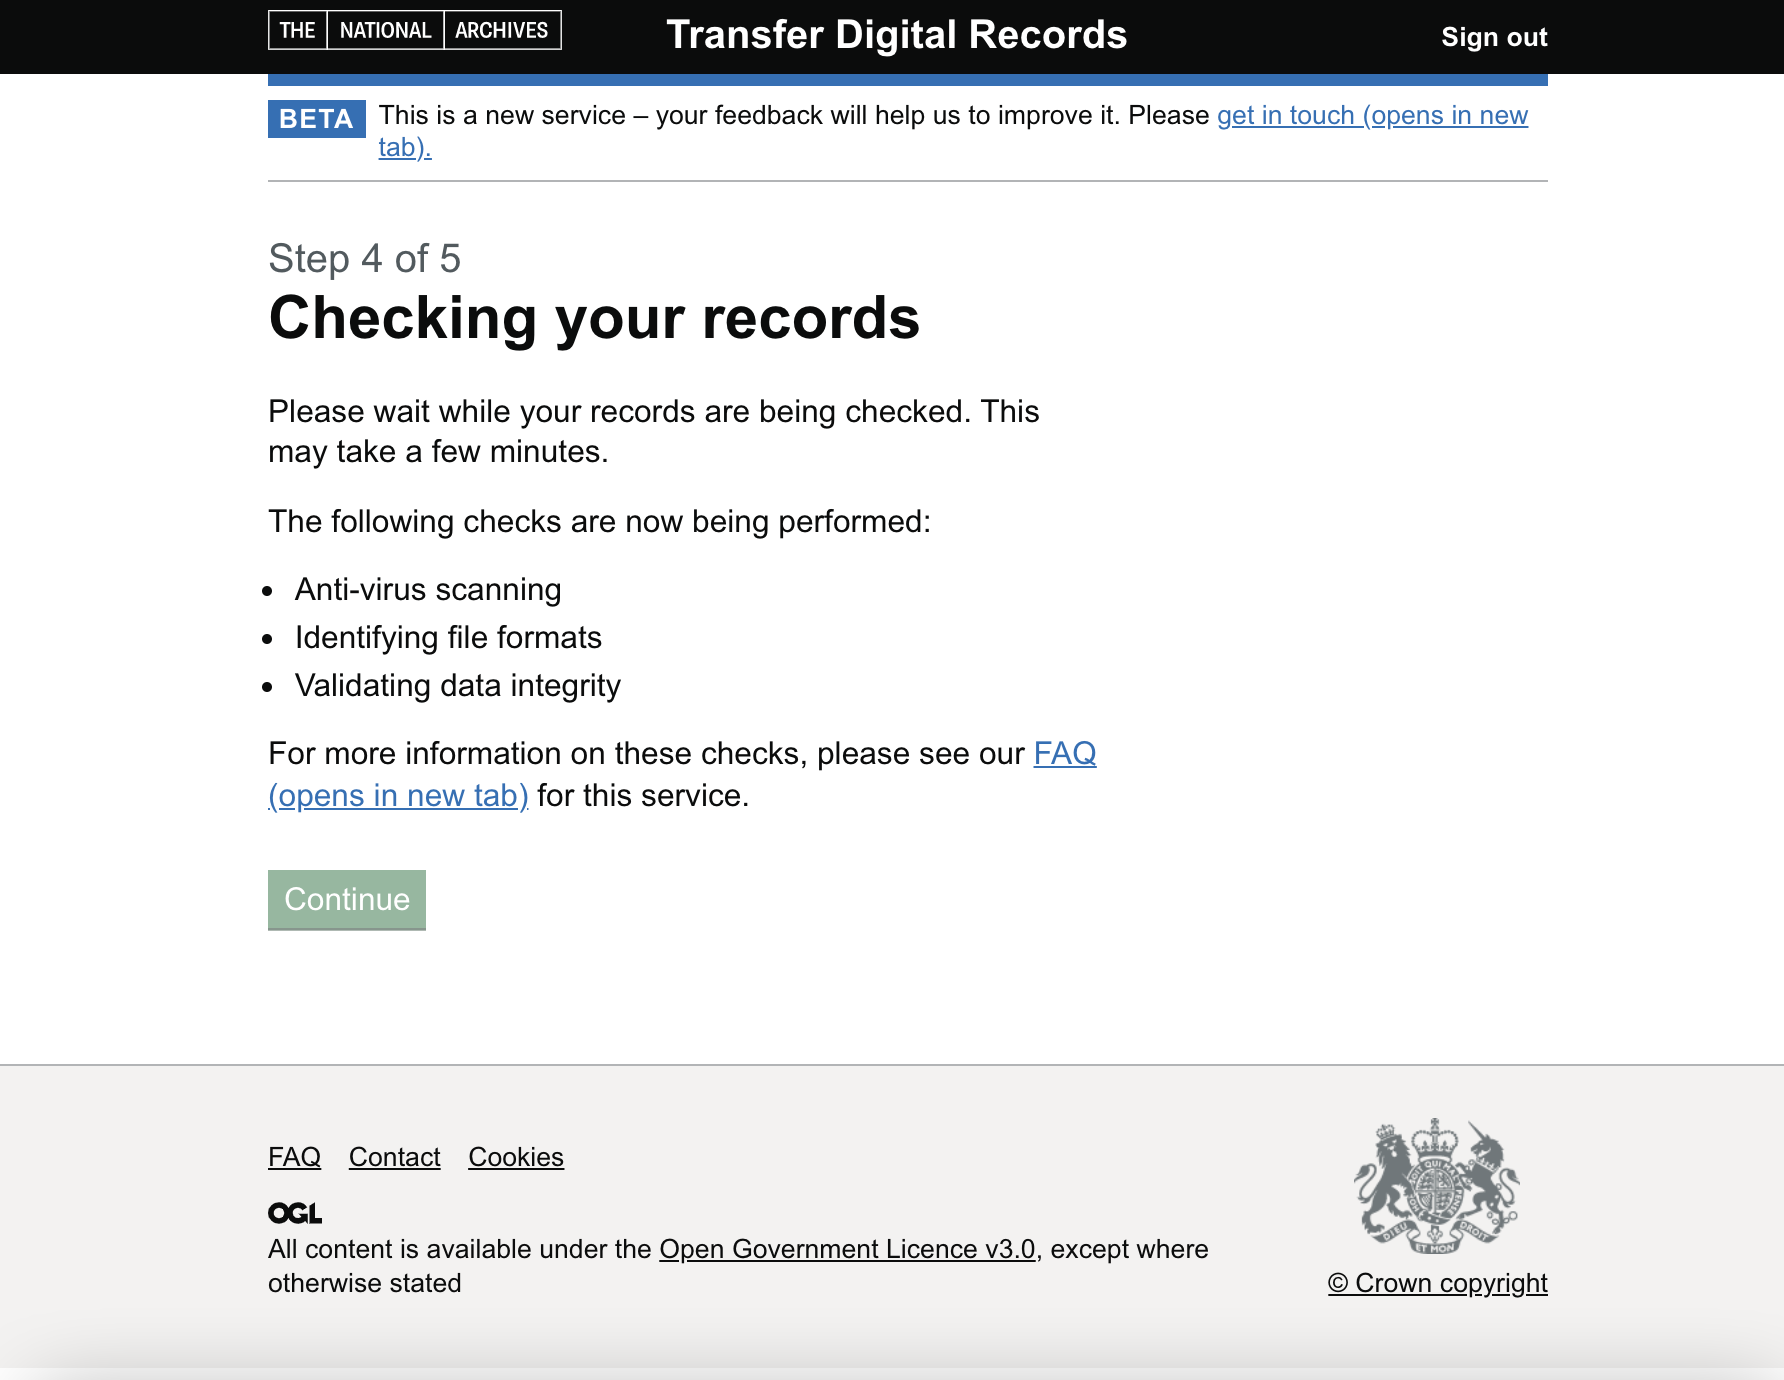 THE NATIONAL ARCHIVES
Transfer Digital Records
Sign out
BETA
This is a new service – your feedback will help us to improve it. Please get in touch (opens in new
tab).
Step 4 of 5
Checking your records
Please wait while your records are being checked. This
may take a few minutes.
The following checks are now being performed:
• Anti-virus scanning
• Identifying file formats
• Validating data integrity
For more information on these checks, please see our FAQ
(opens in new tab) for this service.
Continue
FAQ Contact Cookies
OGL
All content is available under the Open Government Licence v3.0, except where
otherwise stated
DIEU ET MON DROIT
© Crown copyright